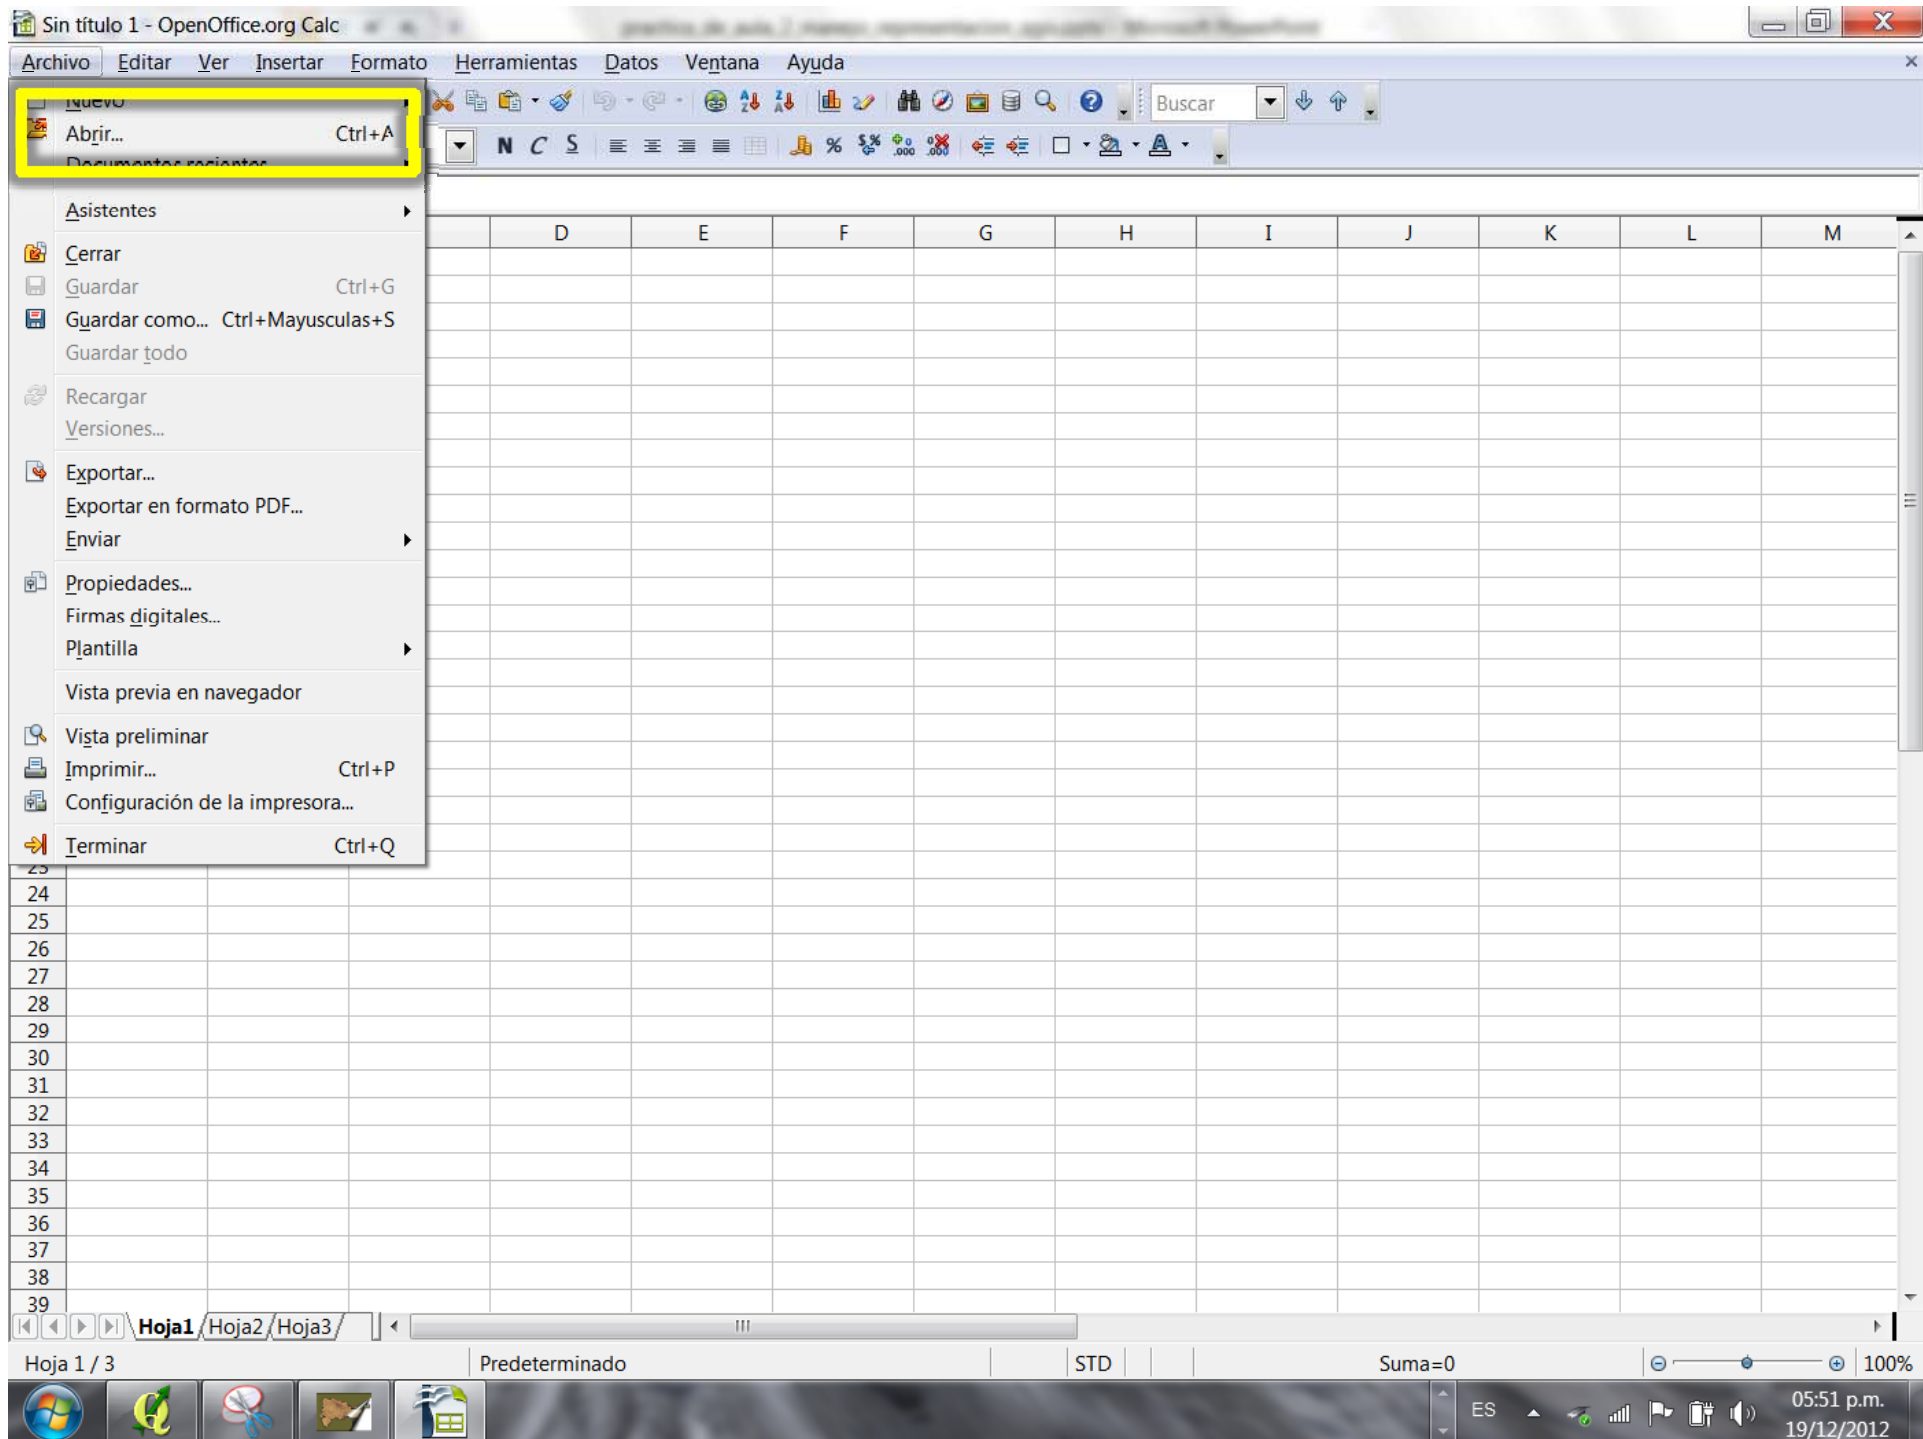 Sin título 1 - OpenOffice.org Calc
Archivo Editar Ver Insertar Formato Herramientas Datos Ventana Ayuda
Nuevo
Buscar
Abrir... Ctrl+A
N C S
Documentos recientes
Asistentes
D E F G H I J K L M
Cerrar
Guardar Ctrl+G
Guardar como... Ctrl+Mayusculas+S
Guardar todo
Recargar
Versiones...
Exportar...
Exportar en formato PDF...
Enviar
Propiedades...
Firmas digitales...
Plantilla
Vista previa en navegador
Vista preliminar
Imprimir... Ctrl+P
Configuración de la impresora...
Terminar Ctrl+Q
23
24
25
26
27
28
29
30
31
32
33
34
35
36
37
38
39
Hoja1 Hoja2 Hoja3
Hoja 1 / 3 Predeterminado STD Suma=0 100%
ES 05:51 p.m.
19/12/2012